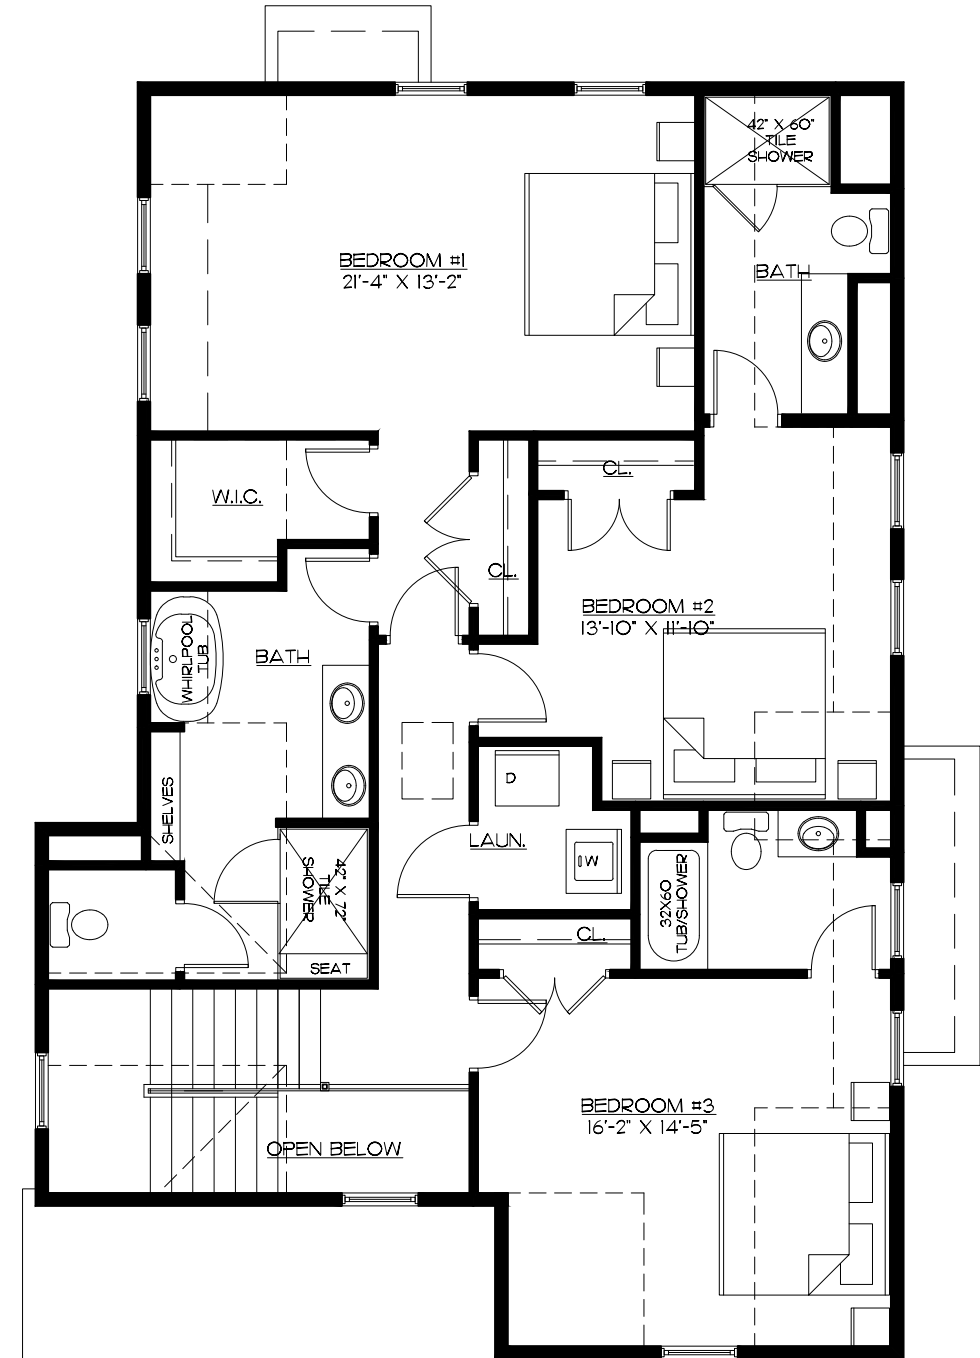 42" X 60"
TILE
SHOWER
BEDROOM #1
21'-4" X 13'-2"
BATH
CL.
W.I.C.
CL.
BEDROOM #2
13'-10" X 11'-10"
WHIRLPOOL
TUB
BATH
D
SHELVES
LAUN.
W
42" X 72"
TILE
SHOWER
32X60
TUB/SHOWER
CL.
SEAT
BEDROOM #3
16'-2" X 14'-5"
OPEN BELOW